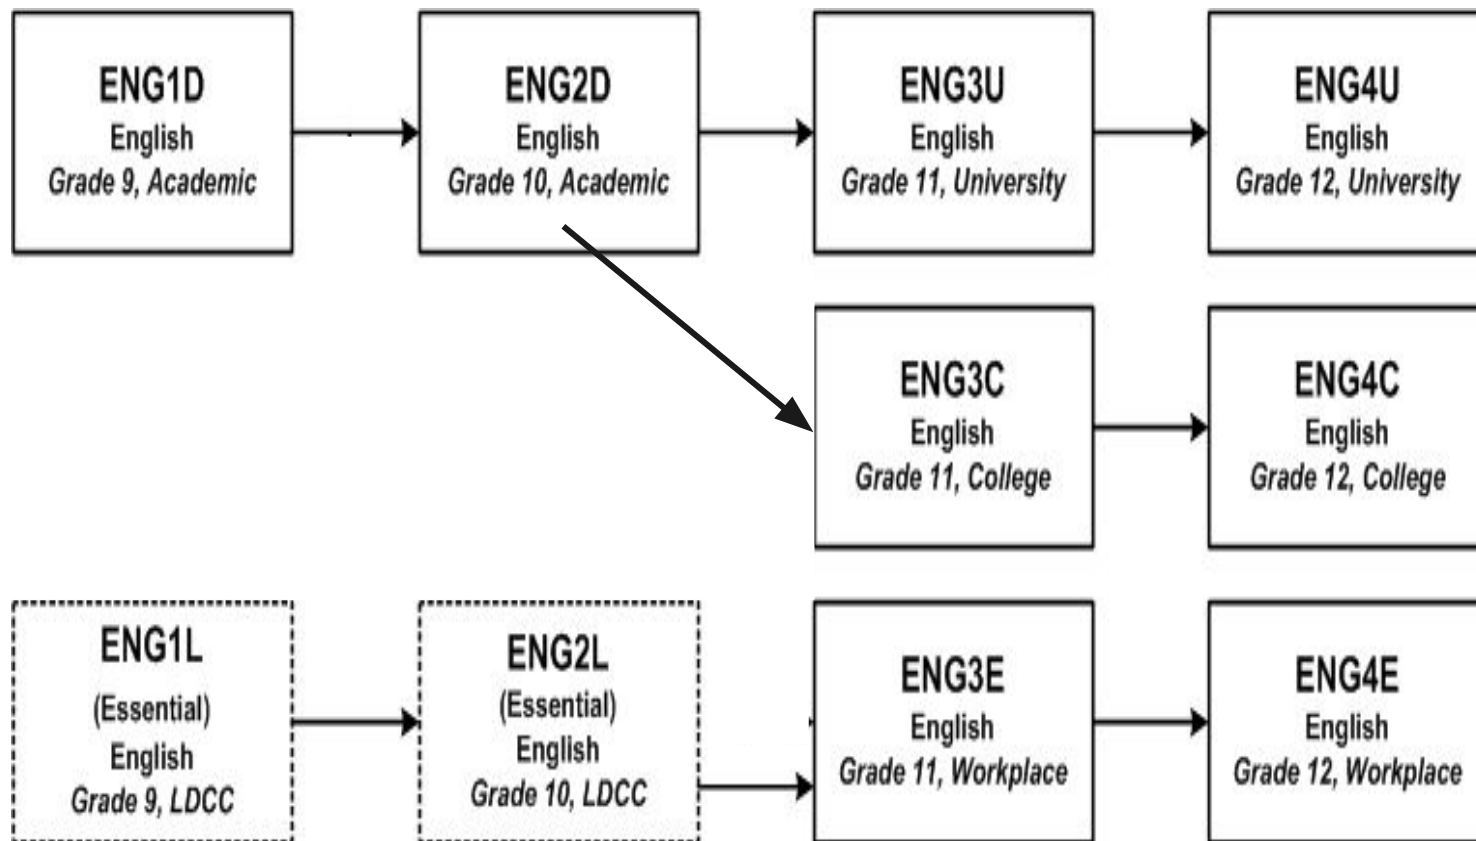 ENG1D
English
Grade 9, Academic
ENG2D
English
Grade 10, Academic
ENG3U
English
Grade 11, University
ENG4U
English
Grade 12, University
ENG3C
English
Grade 11, College
ENG4C
English
Grade 12, College
ENG1L
(Essential)
English
Grade 9, LDCC
ENG2L
(Essential)
English
Grade 10, LDCC
ENG3E
English
Grade 11, Workplace
ENG4E
English
Grade 12, Workplace